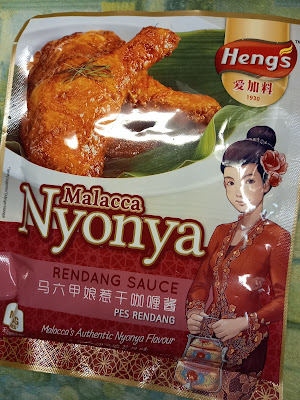 Heng's
TM
爱加料
1930
Malacca
Nyonya
RENDANG SAUCE
马六甲娘惹干咖喱酱
PES RENDANG
Malacca's Authentic Nyonya Flavour